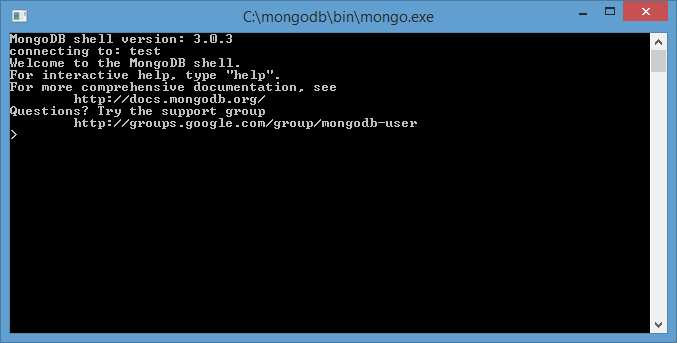 C:\mongodb\bin\mongo.exe
MongoDB shell version: 3.0.3
connecting to: test
Welcome to the MongoDB shell.
For interactive help, type "help".
For more comprehensive documentation, see
        http://docs.mongodb.org/
Questions? Try the support group
        http://groups.google.com/group/mongodb-user
>